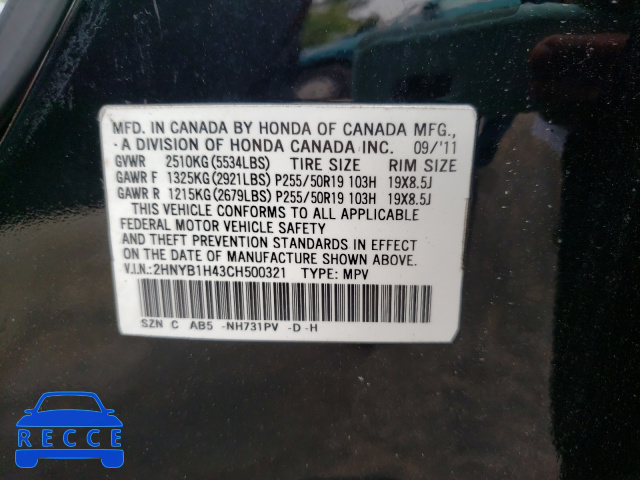 MFD. IN CANADA BY HONDA OF CANADA MFG.,
- A DIVISION OF HONDA CANADA INC. 09/'11
GVWR 2510KG(5534LBS) TIRE SIZE RIM SIZE
GAWR F 1325KG(2921LBS) P255/50R19 103H 19X8.5J
GAWR R 1215KG(2679LBS) P255/50R19 103H 19X8.5J
THIS VEHICLE CONFORMS TO ALL APPLICABLE
FEDERAL MOTOR VEHICLE SAFETY
AND THEFT PREVENTION STANDARDS IN EFFECT
ON THE DATE OF MANUFACTURE SHOWN ABOVE.
V.I.N.:2HNYB1H43CH500321 TYPE: MPV
SZN C AB5 -NH731PV -D -H
RECCE